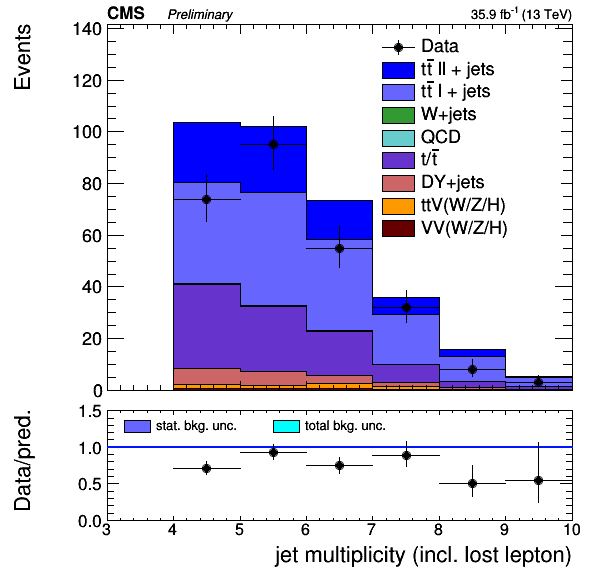 CMS Preliminary 35.9 fb⁻¹ (13 TeV)
Events
140
120
100
80
60
40
20
0
Data
tt̄ ll + jets
tt̄ l + jets
W+jets
QCD
t/t̄
DY+jets
ttV(W/Z/H)
VV(W/Z/H)
Data/pred.
1.5
1.0
0.5
0.0
stat. bkg. unc. total bkg. unc.
3 4 5 6 7 8 9 10
jet multiplicity (incl. lost lepton)